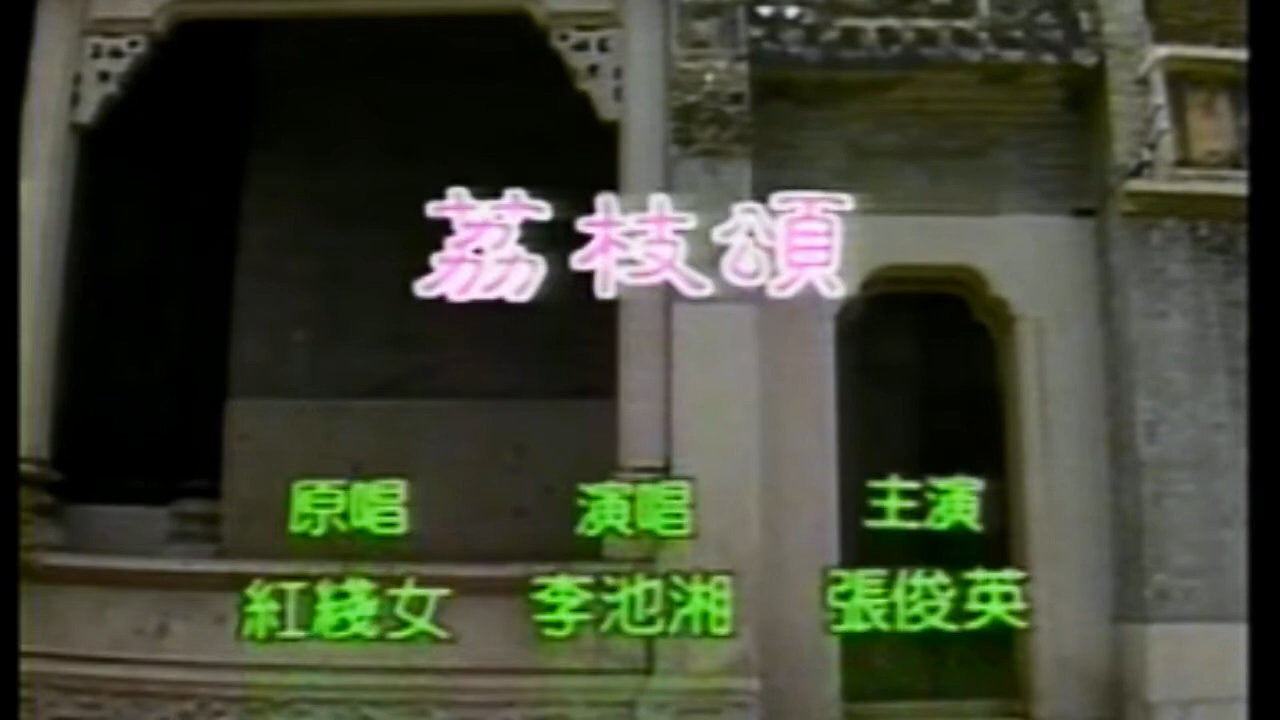 荔枝頌
原唱 演唱 主演
紅綫女 李池湘 張俊英